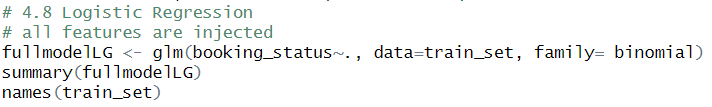 # 4.8 Logistic Regression
# all features are injected
fullmodelLG <- glm(booking_status~., data=train_set, family= binomial)
summary(fullmodelLG)
names(train_set)